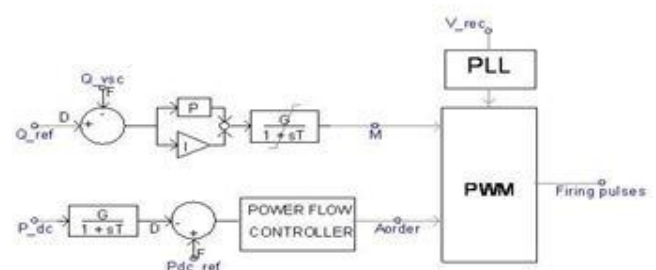 V_rec
PLL
Q_vsc
F
-
D
+
Q_ref
P
I
G
1 + sT
M
PWM
Firing pulses
P_dc
G
1 + sT
D
-
+
F
Pdc_ref
POWER FLOW
CONTROLLER
Aorder